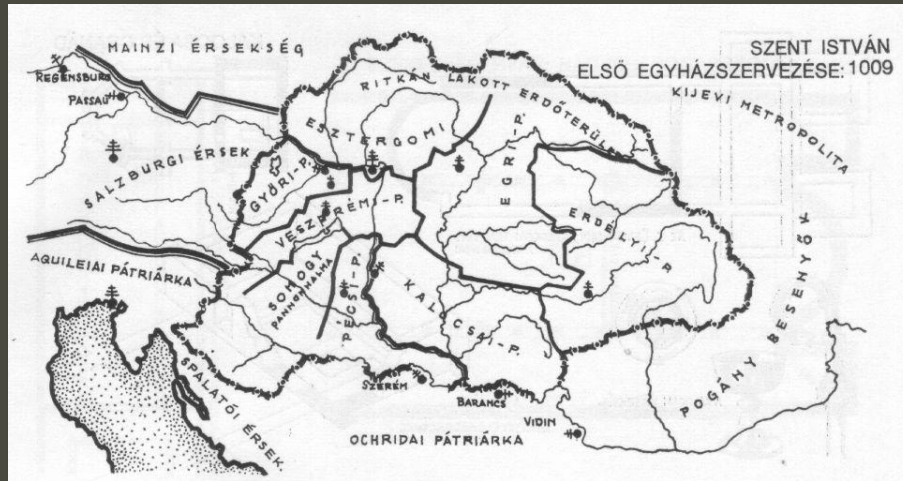 SZENT ISTVÁN
ELSŐ EGYHÁZSZERVEZÉSE: 1009
MAINZI ÉRSEKSÉG
REGENSBURG
PASSAU
RITKÁN LAKOTT ERDŐTERÜLET
KIJEVI METROPOLITA
ESZTERGOMI
SALZBURGI ÉRSEK
GYŐRI-P.
VESZPRÉMI-P.
EGRI-P.
ERDÉLYI-P.
AQUILEIAI PÁTRIÁRKA
SOMOGY
PANNONHALMA
PÉCSI-P.
KALOCSAI-P.
POGÁNY BESENYŐK
SZERÉM
BARANCS
VIDIN
SPALATÓI ÉRSEK.
OCHRIDAI PÁTRIÁRKA